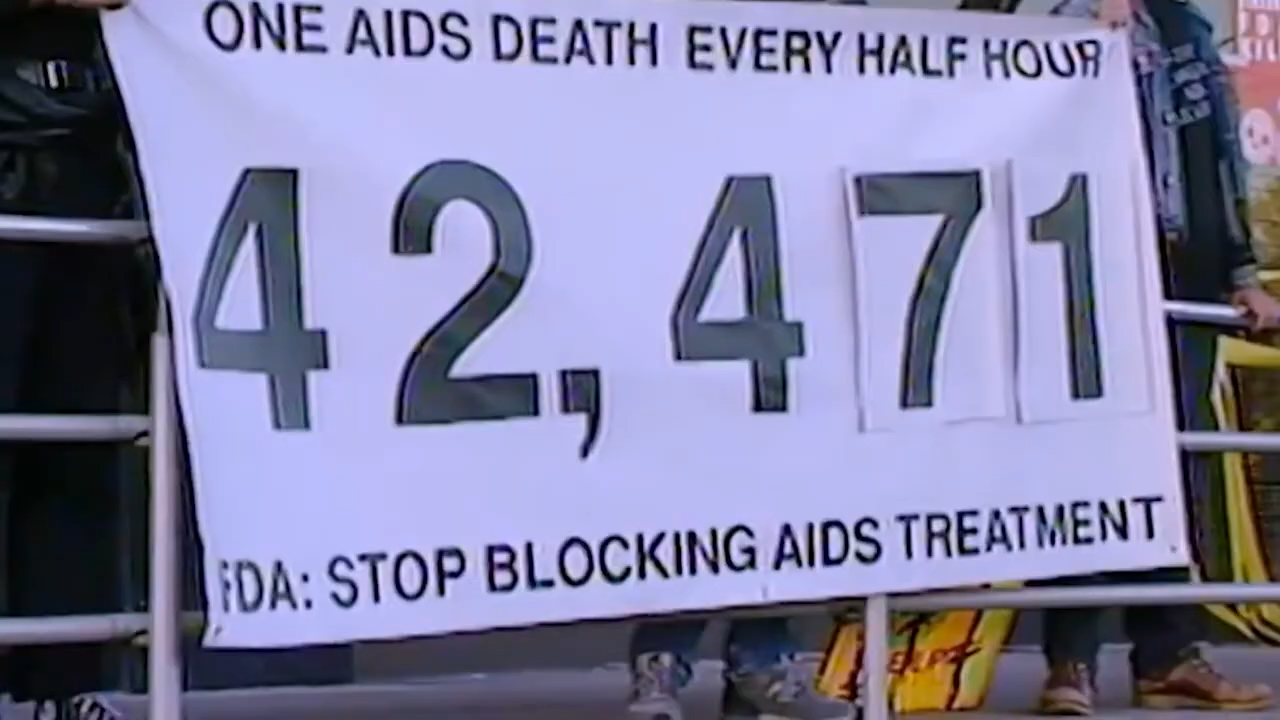 ONE AIDS DEATH EVERY HALF HOUR
42,471
FDA: STOP BLOCKING AIDS TREATMENT